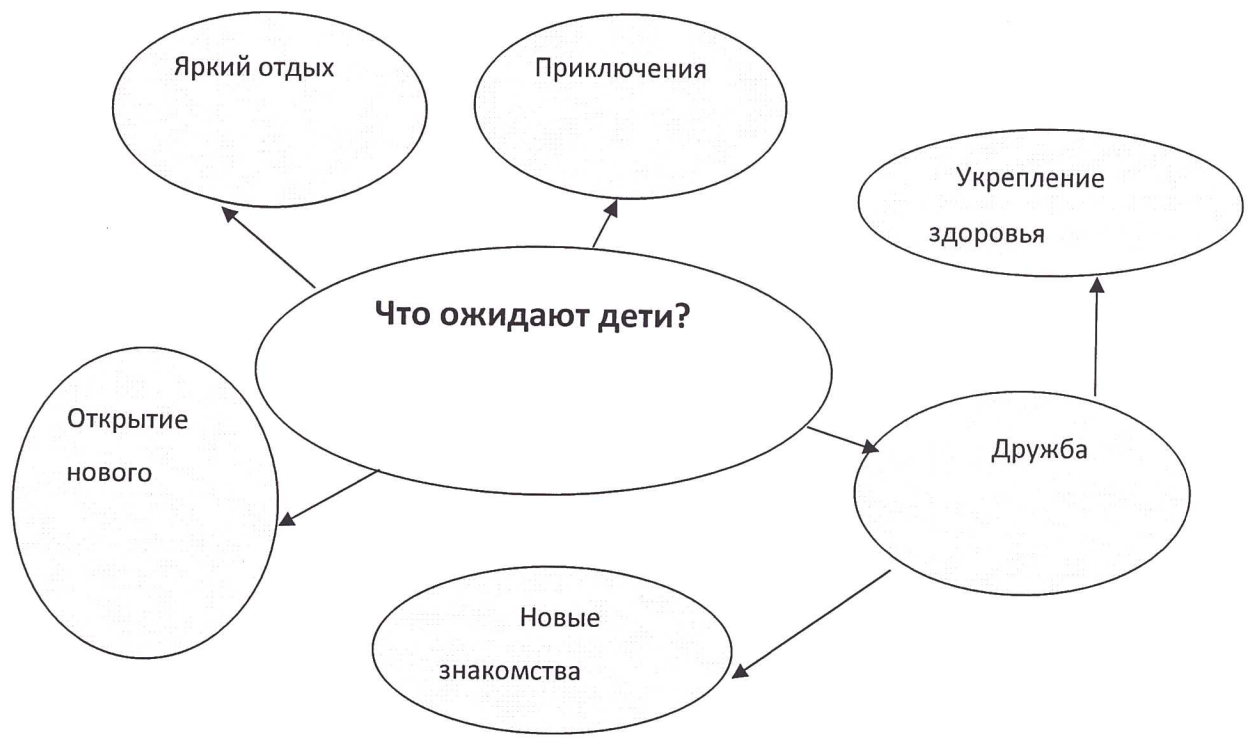 Яркий отдых
Приключения
Укрепление
здоровья
Что ожидают дети?
Открытие
нового
Дружба
Новые
знакомства